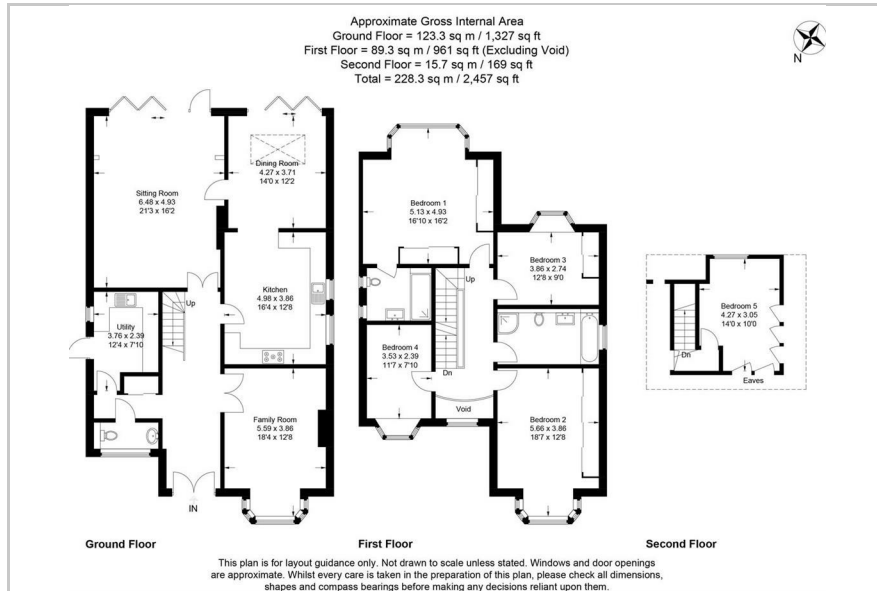 Approximate Gross Internal Area
Ground Floor = 123.3 sq m / 1,327 sq ft
First Floor = 89.3 sq m / 961 sq ft (Excluding Void)
Second Floor = 15.7 sq m / 169 sq ft
Total = 228.3 sq m / 2,457 sq ft
N
Sitting Room
6.48 x 4.93
21'3 x 16'2
Dining Room
4.27 x 3.71
14'0 x 12'2
Kitchen
4.98 x 3.86
16'4 x 12'8
Up
Utility
3.76 x 2.39
12'4 x 7'10
Family Room
5.59 x 3.86
18'4 x 12'8
IN
Ground Floor
Bedroom 1
5.13 x 4.93
16'10 x 16'2
Bedroom 3
3.86 x 2.74
12'8 x 9'0
Up
Bedroom 4
3.53 x 2.39
11'7 x 7'10
Dn
Void
Bedroom 2
5.66 x 3.86
18'7 x 12'8
First Floor
Bedroom 5
4.27 x 3.05
14'0 x 10'0
Dn
Eaves
Second Floor
This plan is for layout guidance only. Not drawn to scale unless stated. Windows and door openings
are approximate. Whilst every care is taken in the preparation of this plan, please check all dimensions,
shapes and compass bearings before making any decisions reliant upon them.